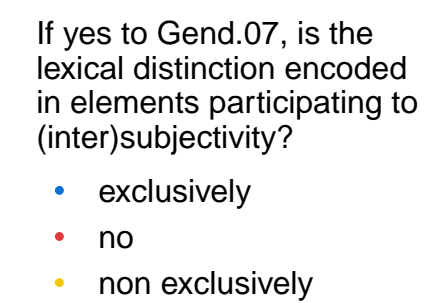 If yes to Gend.07, is the
lexical distinction encoded
in elements participating to
(inter)subjectivity?
exclusively
no
non exclusively